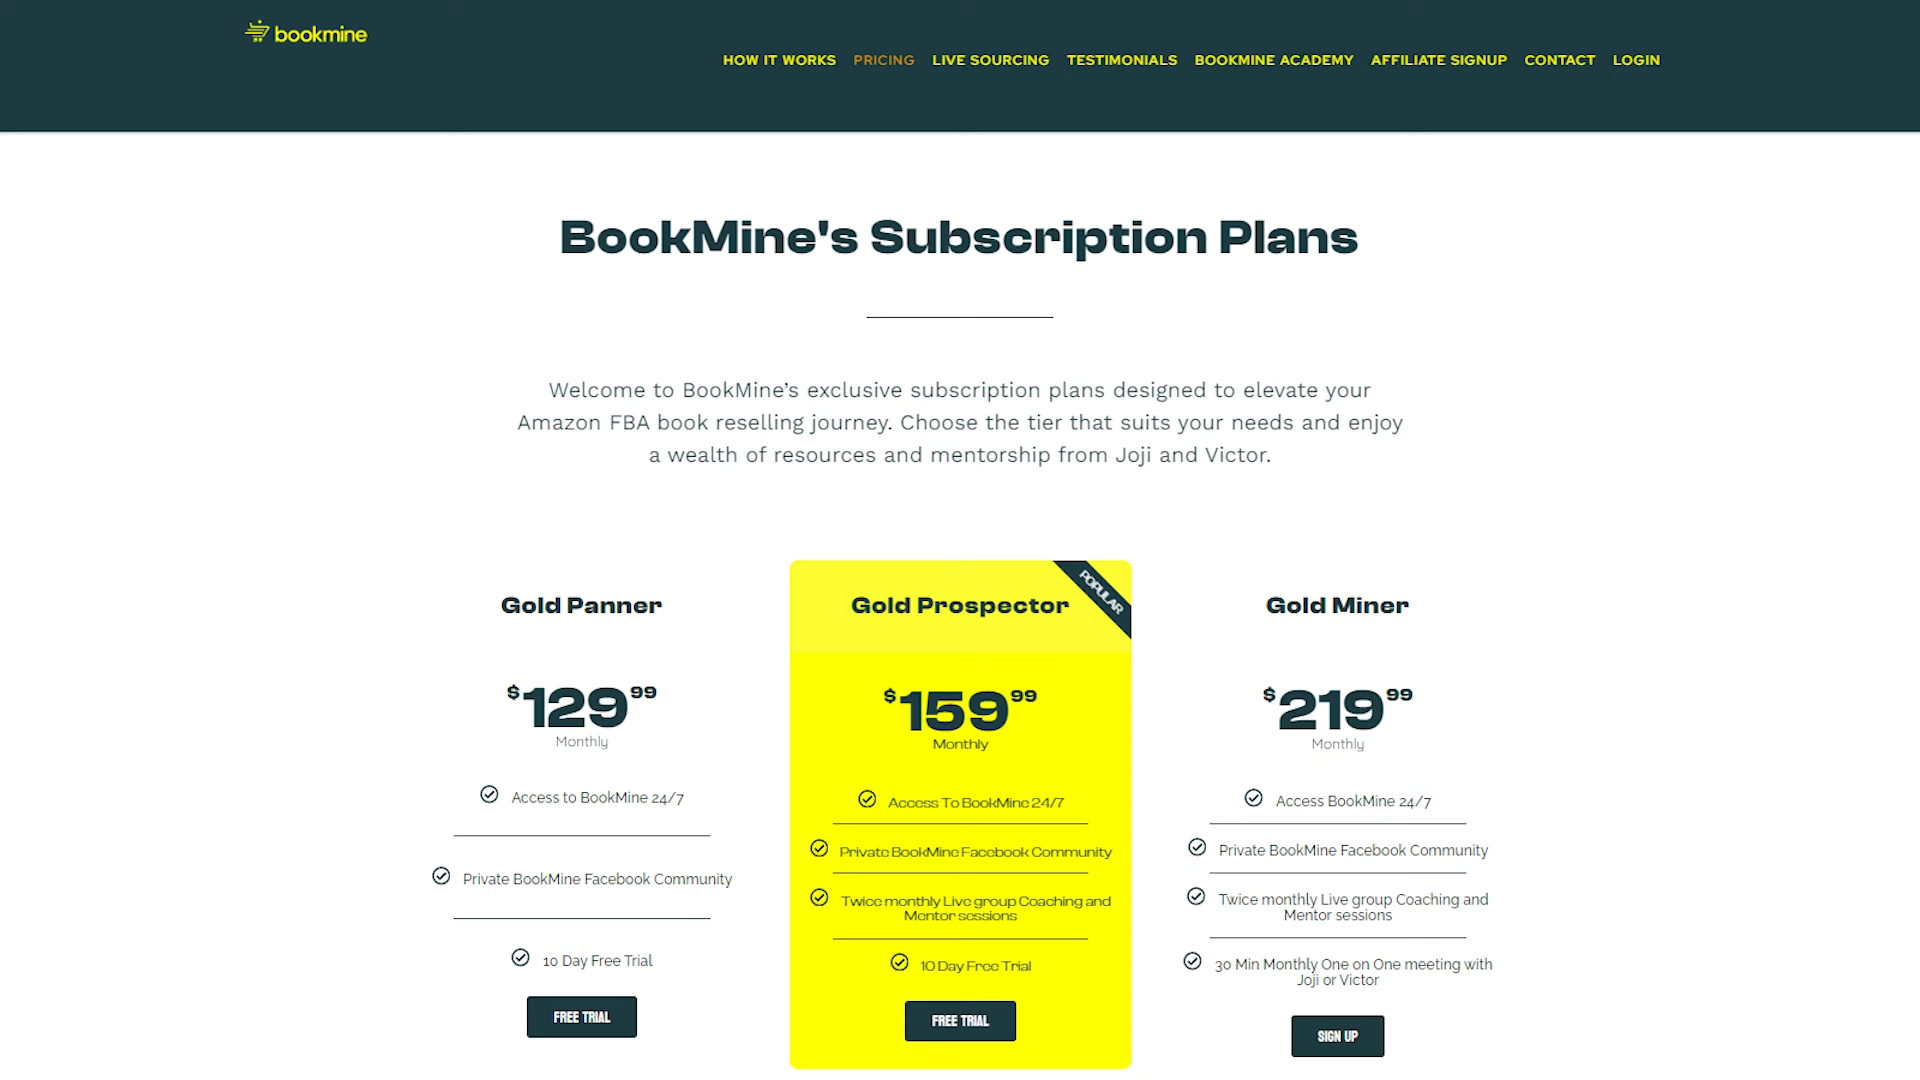 bookmine
HOW IT WORKS PRICING LIVE SOURCING TESTIMONIALS BOOKMINE ACADEMY AFFILIATE SIGNUP CONTACT LOGIN
BookMine's Subscription Plans
Welcome to BookMine’s exclusive subscription plans designed to elevate your
Amazon FBA book reselling journey. Choose the tier that suits your needs and enjoy
a wealth of resources and mentorship from Joji and Victor.
Gold Panner
$129 99
Monthly
Access to BookMine 24/7
Private BookMine Facebook Community
10 Day Free Trial
FREE TRIAL
POPULAR
Gold Prospector
$159 99
Monthly
Access To BookMine 24/7
Private BookMine Facebook Community
Twice monthly Live group Coaching and
Mentor sessions
10 Day Free Trial
FREE TRIAL
Gold Miner
$219 99
Monthly
Access BookMine 24/7
Private BookMine Facebook Community
Twice monthly Live group Coaching and
Mentor sessions
30 Min Monthly One on One meeting with
Joji or Victor
SIGN UP